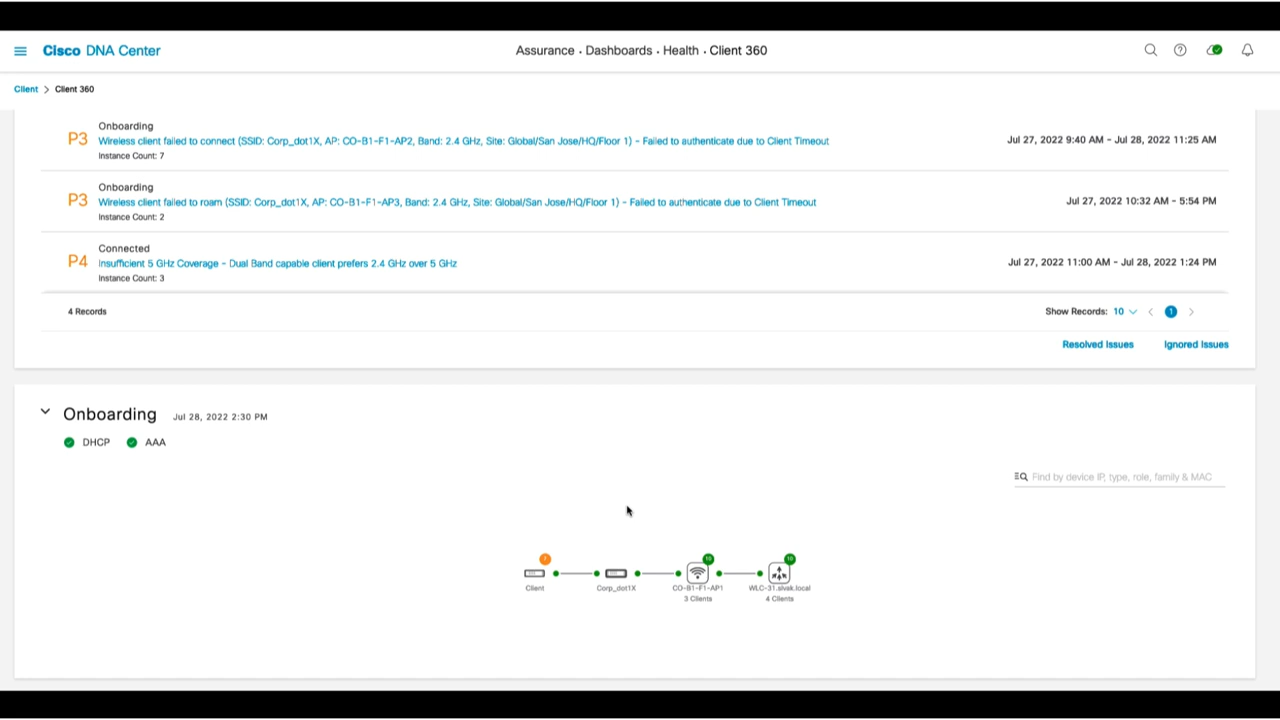 Cisco DNA Center
Assurance · Dashboards · Health · Client 360
Client > Client 360
Onboarding
P3 Wireless client failed to connect (SSID: Corp_dot1X, AP: CO-B1-F1-AP2, Band: 2.4 GHz, Site: Global/San Jose/HQ/Floor 1) - Failed to authenticate due to Client Timeout Jul 27, 2022 9:40 AM - Jul 28, 2022 11:25 AM
Instance Count: 7
Onboarding
P3 Wireless client failed to roam (SSID: Corp_dot1X, AP: CO-B1-F1-AP3, Band: 2.4 GHz, Site: Global/San Jose/HQ/Floor 1) - Failed to authenticate due to Client Timeout Jul 27, 2022 10:32 AM - 5:54 PM
Instance Count: 2
Connected
P4 Insufficient 5 GHz Coverage - Dual Band capable client prefers 2.4 GHz over 5 GHz Jul 27, 2022 11:00 AM - Jul 28, 2022 1:24 PM
Instance Count: 3
4 Records Show Records: 10 1
Resolved Issues Ignored Issues
Onboarding Jul 28, 2022 2:30 PM
DHCP AAA
Find by device IP, type, role, family & MAC
10 10
Client Corp_dot1X CO-B1-F1-AP1 WLC-31.sivak.local
3 Clients 4 Clients